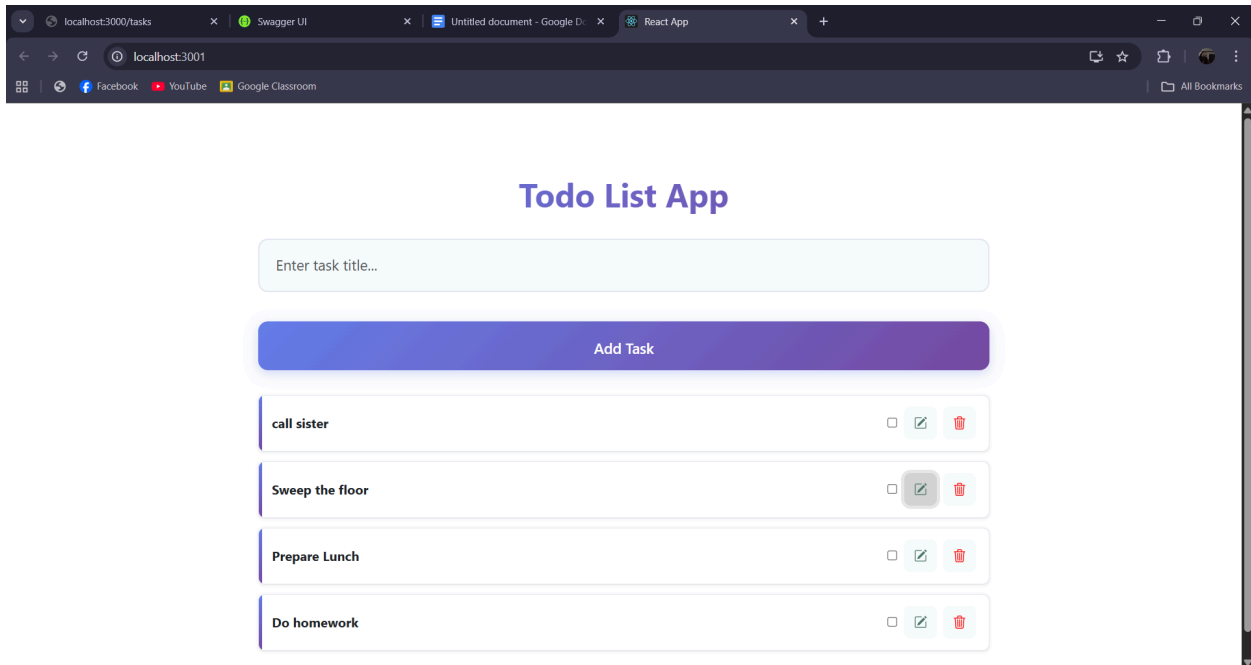 localhost:3000/tasks
Swagger UI
Untitled document - Google Do
React App
localhost:3001
Facebook
YouTube
Google Classroom
All Bookmarks
Todo List App
Enter task title...
Add Task
call sister
Sweep the floor
Prepare Lunch
Do homework